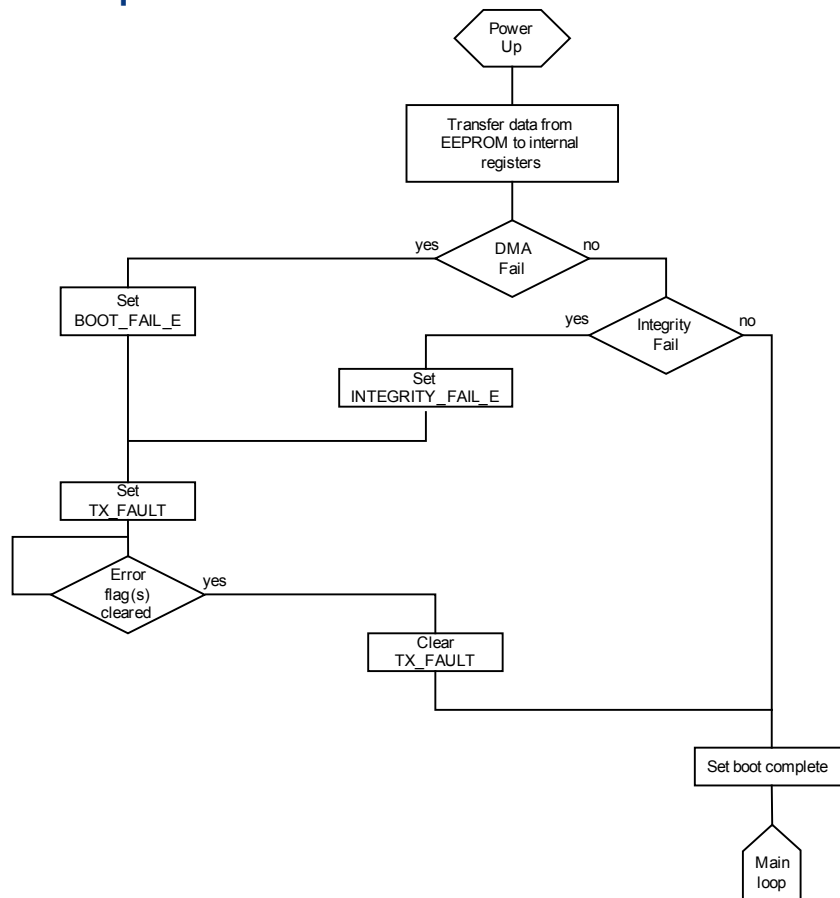 Power
Up
Transfer data from
EEPROM to internal
registers
yes
DMA
Fail
no
Set
BOOT_FAIL_E
yes
Integrity
Fail
no
Set
INTEGRITY_FAIL_E
Set
TX_FAULT
Error
flag(s)
cleared
yes
Clear
TX_FAULT
Set boot complete
Main
loop